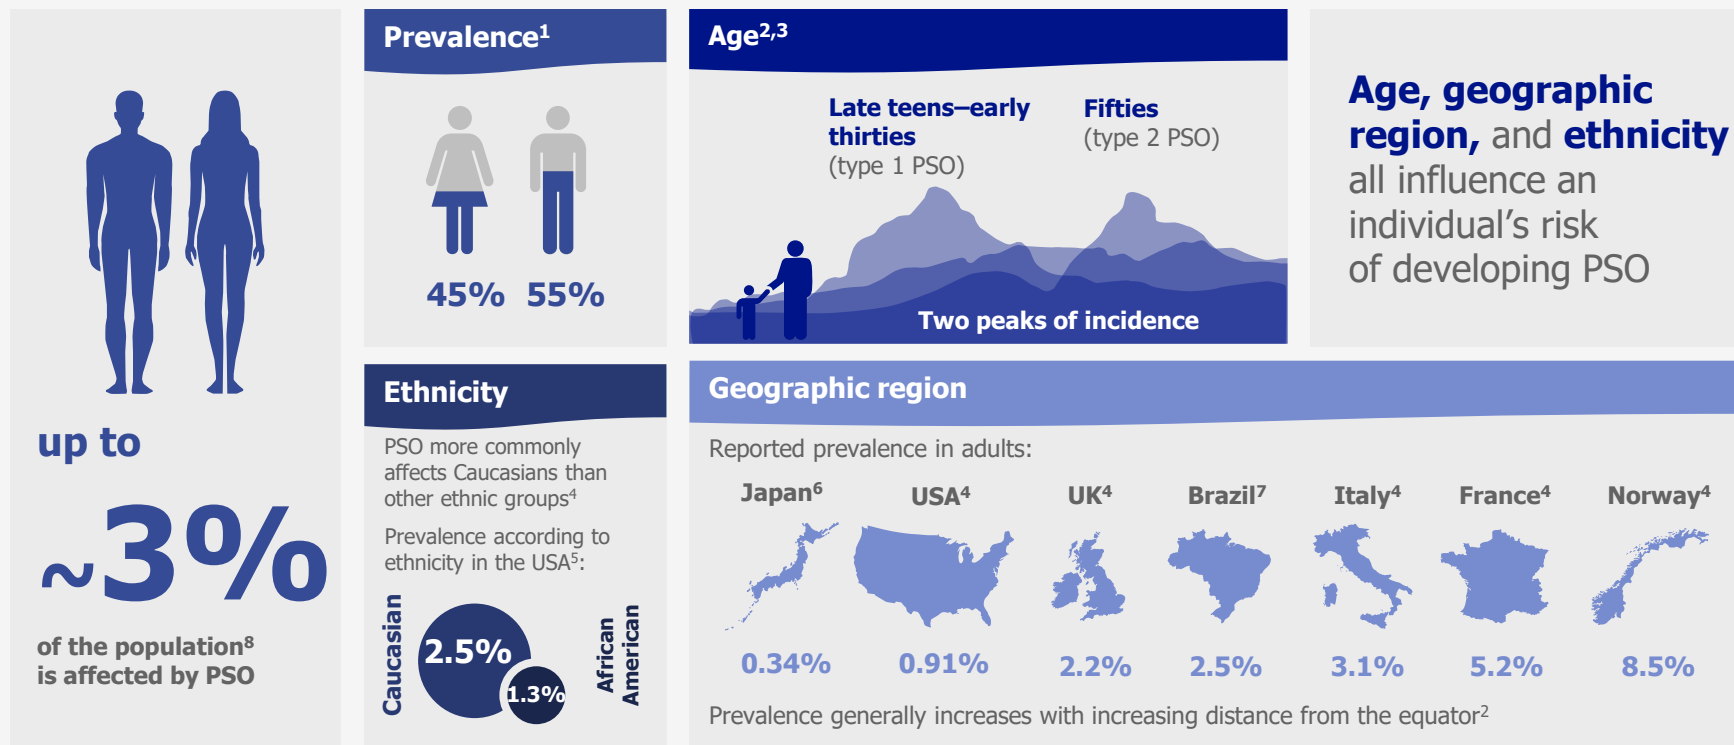 up to
~3%
of the population8
is affected by PSO
Prevalence1
45% 55%
Age2,3
Late teens–early
thirties
(type 1 PSO)
Fifties
(type 2 PSO)
Two peaks of incidence
Age, geographic
region, and ethnicity
all influence an
individual's risk
of developing PSO
Ethnicity
PSO more commonly
affects Caucasians than
other ethnic groups4
Prevalence according to
ethnicity in the USA5:
Caucasian
2.5%
1.3%
African
American
Geographic region
Reported prevalence in adults:
Japan6 USA4 UK4 Brazil7 Italy4 France4 Norway4
0.34% 0.91% 2.2% 2.5% 3.1% 5.2% 8.5%
Prevalence generally increases with increasing distance from the equator2